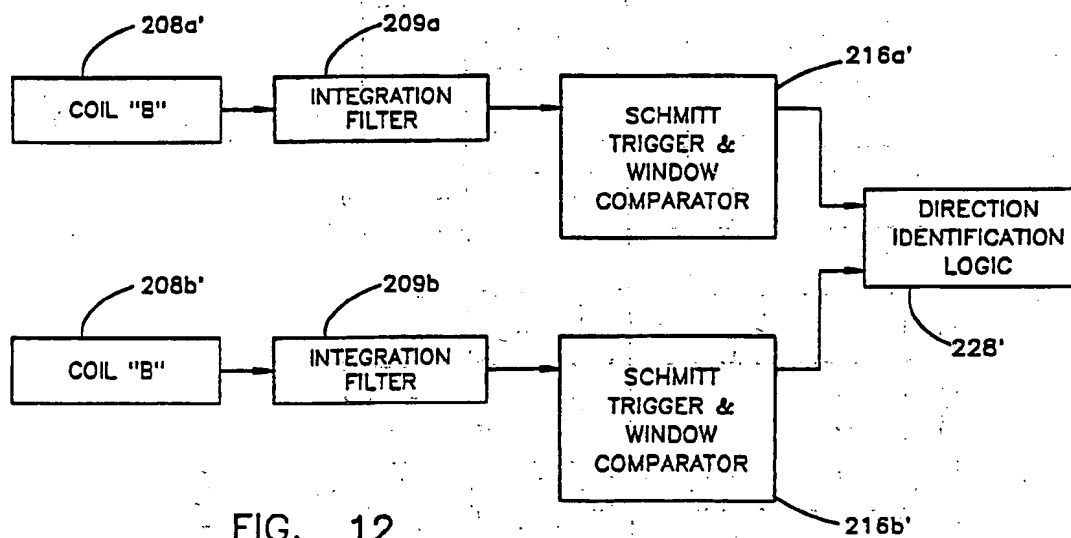 208a'
209a
216a'
COIL "B"
INTEGRATION
FILTER
SCHMITT
TRIGGER &
WINDOW
COMPARATOR
DIRECTION
IDENTIFICATION
LOGIC
228'
208b'
209b
COIL "B"
INTEGRATION
FILTER
SCHMITT
TRIGGER &
WINDOW
COMPARATOR
216b'
FIG. 12